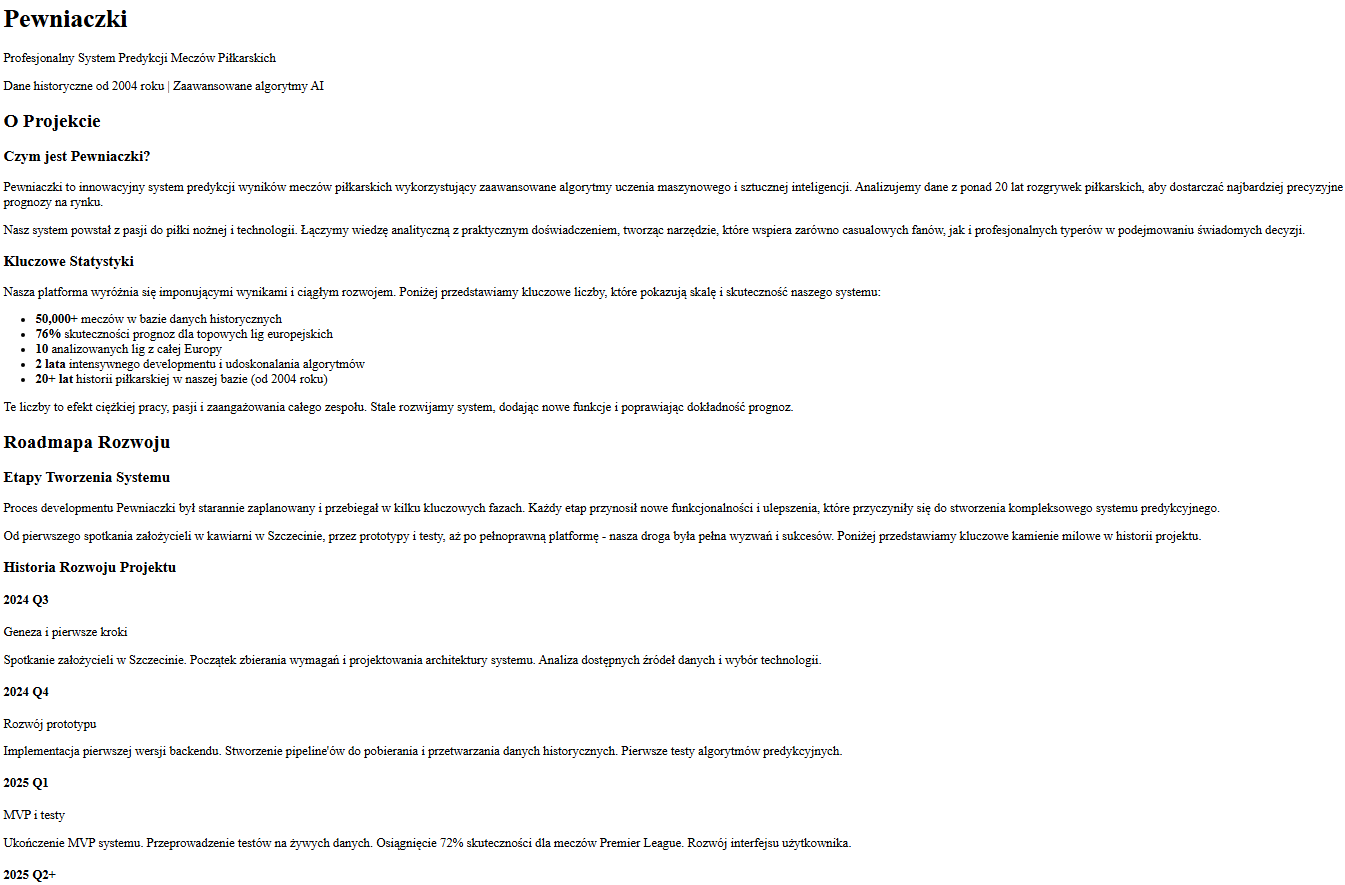 Pewniaczki
Profesjonalny System Predykcji Meczów Piłkarskich
Dane historyczne od 2004 roku | Zaawansowane algorytmy AI
O Projekcie
Czym jest Pewniaczki?
Pewniaczki to innowacyjny system predykcji wyników meczów piłkarskich wykorzystujący zaawansowane algorytmy uczenia maszynowego i sztucznej inteligencji. Analizujemy dane z ponad 20 lat rozgrywek piłkarskich, aby dostarczać najbardziej precyzyjne
prognozy na rynku.
Nasz system powstał z pasji do piłki nożnej i technologii. Łączymy wiedzę analityczną z praktycznym doświadczeniem, tworząc narzędzie, które wspiera zarówno casualowych fanów, jak i profesjonalnych typerów w podejmowaniu świadomych decyzji.
Kluczowe Statystyki
Nasza platforma wyróżnia się imponującymi wynikami i ciągłym rozwojem. Poniżej przedstawiamy kluczowe liczby, które pokazują skalę i skuteczność naszego systemu:
• 50,000+ meczów w bazie danych historycznych
• 76% skuteczności prognoz dla topowych lig europejskich
• 10 analizowanych lig z całej Europy
• 2 lata intensywnego developmentu i udoskonalania algorytmów
• 20+ lat historii piłkarskiej w naszej bazie (od 2004 roku)
Te liczby to efekt ciężkiej pracy, pasji i zaangażowania całego zespołu. Stale rozwijamy system, dodając nowe funkcje i poprawiając dokładność prognoz.
Roadmapa Rozwoju
Etapy Tworzenia Systemu
Proces developmentu Pewniaczki był starannie zaplanowany i przebiegał w kilku kluczowych fazach. Każdy etap przynosił nowe funkcjonalności i ulepszenia, które przyczyniły się do stworzenia kompleksowego systemu predykcyjnego.
Od pierwszego spotkania założycieli w kawiarni w Szczecinie, przez prototypy i testy, aż po pełnoprawną platformę - nasza droga była pełna wyzwań i sukcesów. Poniżej przedstawiamy kluczowe kamienie milowe w historii projektu.
Historia Rozwoju Projektu
2024 Q3
Geneza i pierwsze kroki
Spotkanie założycieli w Szczecinie. Początek zbierania wymagań i projektowania architektury systemu. Analiza dostępnych źródeł danych i wybór technologii.
2024 Q4
Rozwój prototypu
Implementacja pierwszej wersji backendu. Stworzenie pipeline'ów do pobierania i przetwarzania danych historycznych. Pierwsze testy algorytmów predykcyjnych.
2025 Q1
MVP i testy
Ukończenie MVP systemu. Przeprowadzenie testów na żywych danych. Osiągnięcie 72% skuteczności dla meczów Premier League. Rozwój interfejsu użytkownika.
2025 Q2+